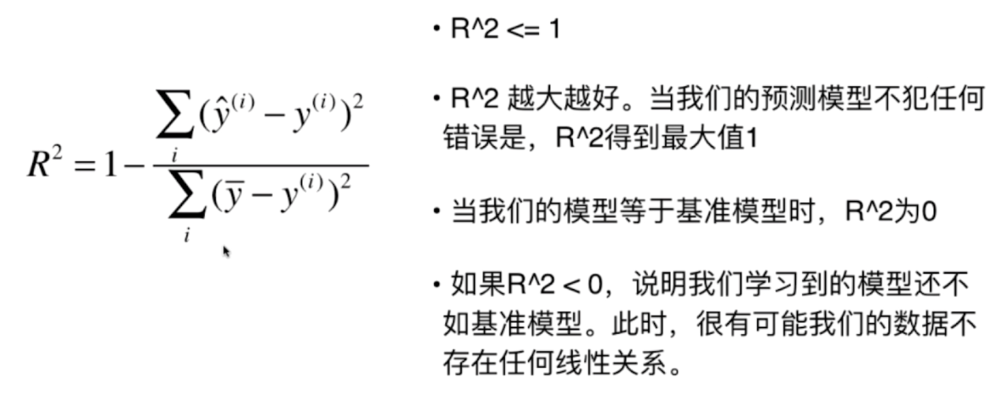 R² = 1 − \frac{\sum_i (\hat{y}^{(i)} − y^{(i)})^2}{\sum_i (\overline{y} − y^{(i)})^2}
• R^2 <= 1
• R^2 越大越好。当我们的预测模型不犯任何
错误是，R^2得到最大值1
• 当我们的模型等于基准模型时，R^2为0
• 如果R^2 < 0，说明我们学习到的模型还不
如基准模型。此时，很有可能我们的数据不
存在任何线性关系。